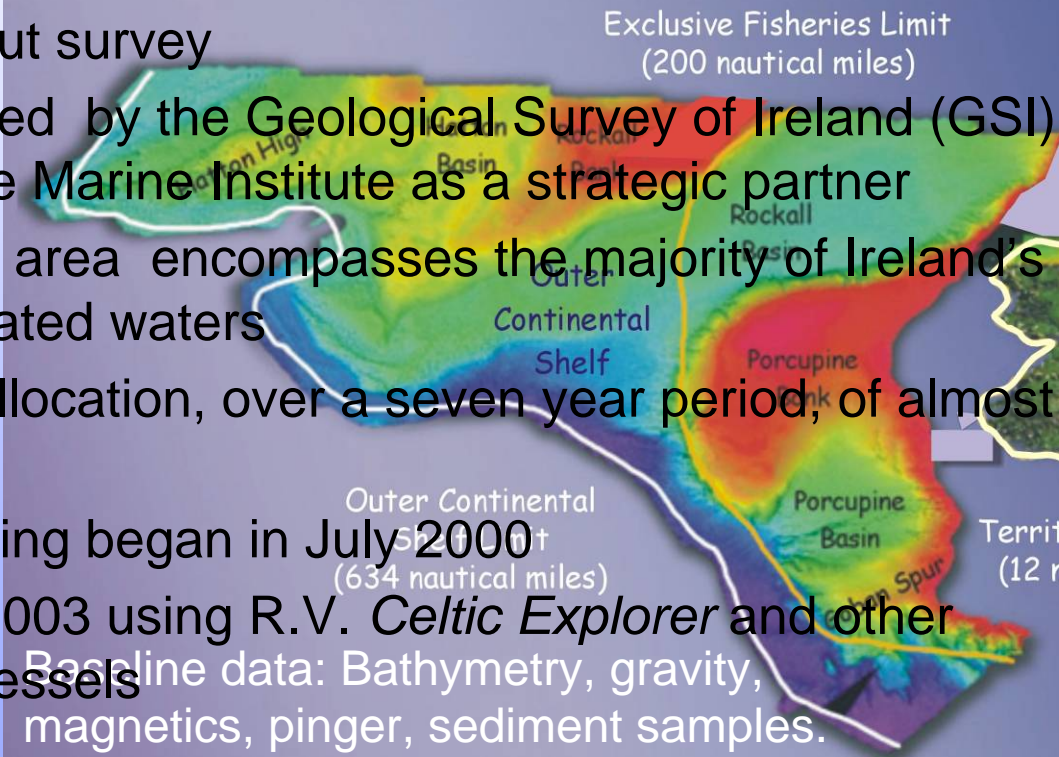 ut survey
ed by the Geological Survey of Ireland (GSI)
e Marine Institute as a strategic partner
area encompasses the majority of Ireland's
ated waters
llocation, over a seven year period, of almost
ing began in July 2000
003 using R.V. Celtic Explorer and other
essels
Exclusive Fisheries Limit
(200 nautical miles)
Hatton High
Hatton
Basin
Rockall
Bank
Rockall
Basin
Outer
Continental
Shelf
Porcupine
Bank
Porcupine
Basin
Goban Spur
Outer Continental
Shelf Limit
(634 nautical miles)
Territ
(12 n
Baseline data: Bathymetry, gravity,
magnetics, pinger, sediment samples.